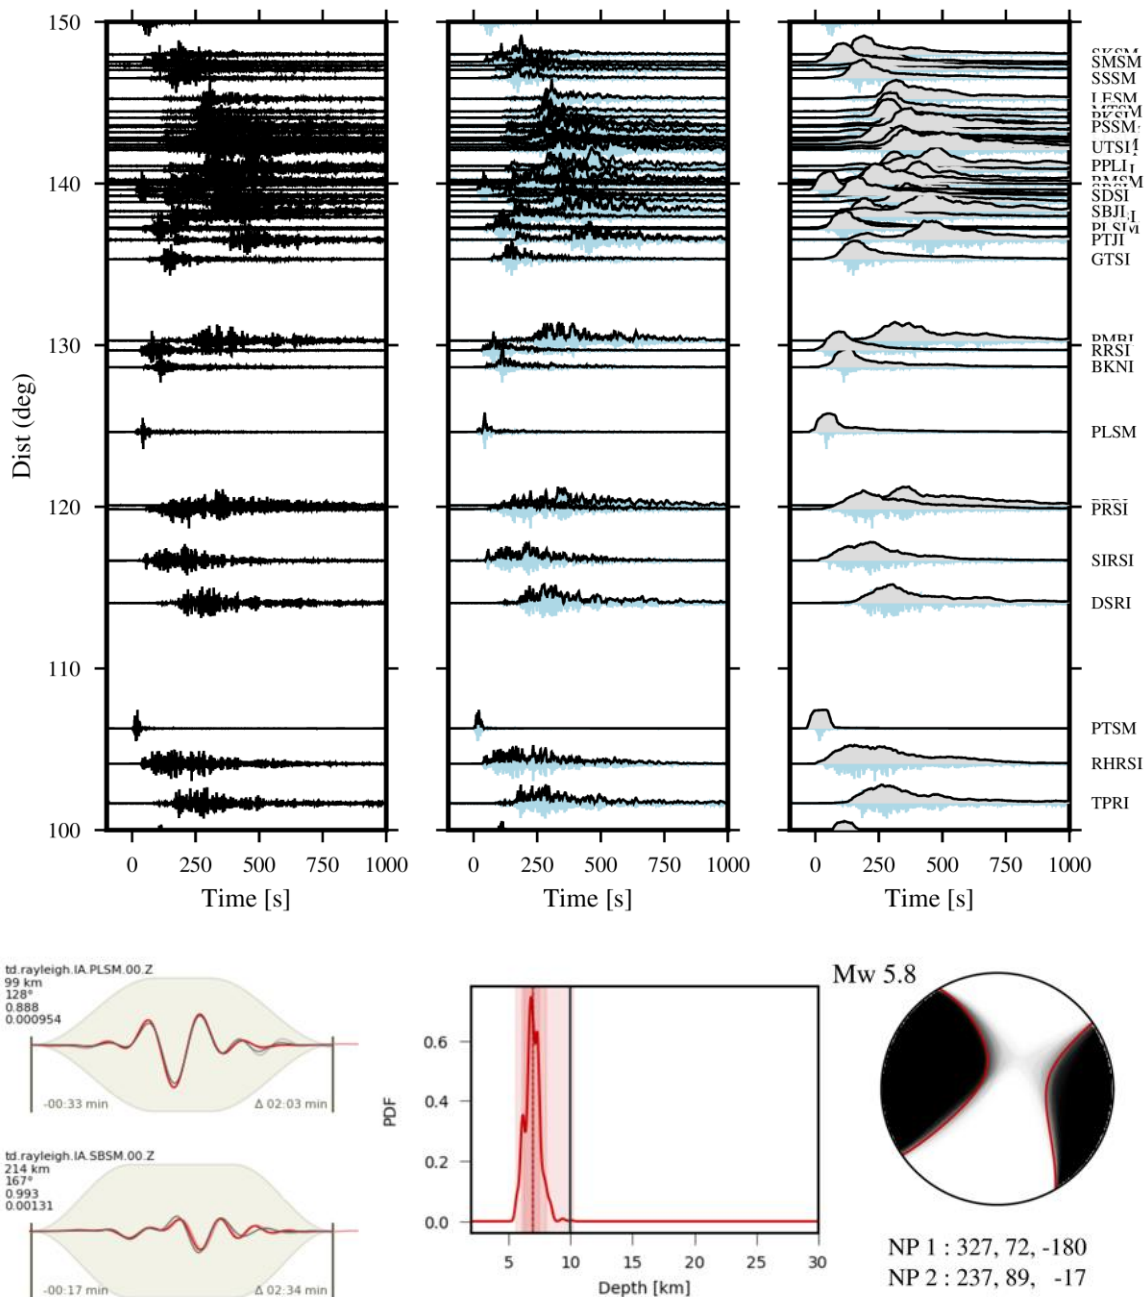 150
140
130
120
110
100
Dist (deg)
0 250 500 750 1000
0 250 500 750 1000
0 250 500 750 1000
Time [s]
Time [s]
Time [s]
SMSM
SSSM
LESM
PSSM
UTSI
PPLI
SDSI
SBJI
PLSM
PTJI
GTSI
RRSI
BKNI
PLSM
PRSI
SIRSI
DSRI
PTSM
RHRSI
TPRI
td.rayleigh.IA.PLSM.00.Z
99 km
128°
0.888
0.000954
-00:33 min Δ 02:03 min
td.rayleigh.IA.SBSM.00.Z
214 km
167°
0.993
0.00131
-00:17 min Δ 02:34 min
PDF
0.6
0.4
0.2
0.0
5 10 15 20 25 30
Depth [km]
Mw 5.8
NP 1 : 327, 72, -180
NP 2 : 237, 89, -17